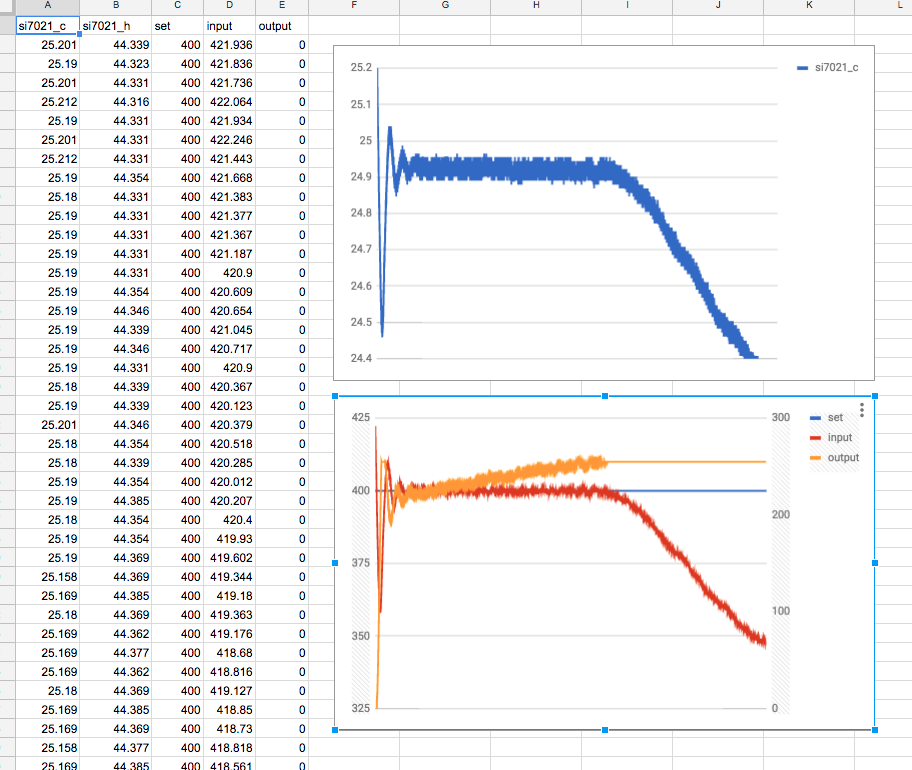 A B C D E F G H I J K L
si7021_c si7021_h set input output
25.201 44.339 400 421.936 0
25.19 44.323 400 421.836 0
25.201 44.331 400 421.736 0
25.212 44.316 400 422.064 0
25.19 44.331 400 421.934 0
25.201 44.331 400 422.246 0
25.212 44.331 400 421.443 0
25.19 44.354 400 421.668 0
25.18 44.331 400 421.383 0
25.19 44.331 400 421.377 0
25.19 44.331 400 421.367 0
25.19 44.331 400 421.187 0
25.19 44.331 400 420.9 0
25.19 44.354 400 420.609 0
25.19 44.346 400 420.654 0
25.19 44.339 400 421.045 0
25.19 44.346 400 420.717 0
25.19 44.331 400 420.9 0
25.18 44.339 400 420.367 0
25.19 44.339 400 420.123 0
25.201 44.346 400 420.379 0
25.18 44.354 400 420.518 0
25.18 44.339 400 420.285 0
25.19 44.354 400 420.012 0
25.19 44.385 400 420.207 0
25.18 44.354 400 420.4 0
25.19 44.354 400 419.93 0
25.19 44.369 400 419.602 0
25.158 44.369 400 419.344 0
25.169 44.385 400 419.18 0
25.18 44.369 400 419.363 0
25.169 44.362 400 419.176 0
25.169 44.377 400 418.68 0
25.169 44.362 400 418.816 0
25.18 44.369 400 419.127 0
25.169 44.385 400 418.85 0
25.169 44.369 400 418.73 0
25.158 44.377 400 418.818 0
25.169 44.385 400 418.561 0
25.2
25.1
25
24.9
24.8
24.7
24.6
24.5
24.4
si7021_c
425
400
375
350
325
300
200
100
0
set
input
output